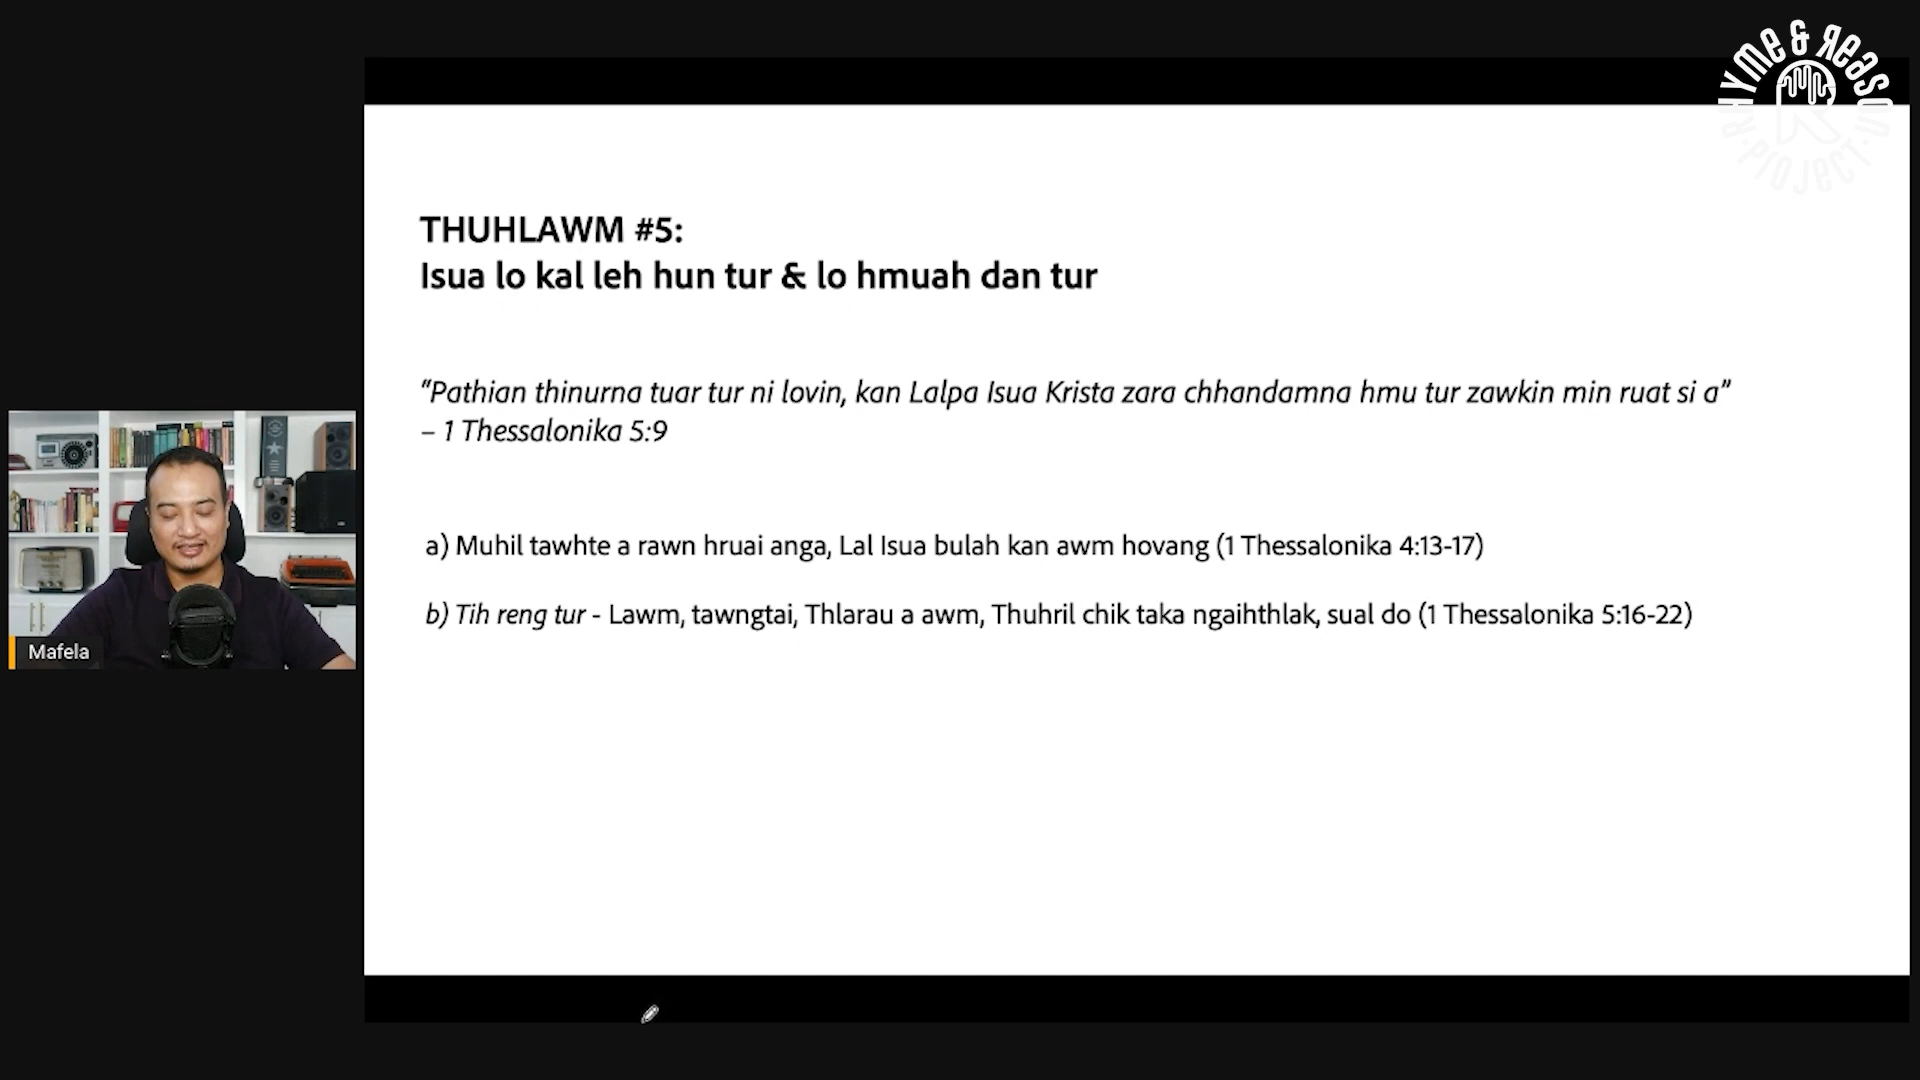 RHYME & REASON
PROJECT
THUHLAWM #5:
Isua lo kal leh hun tur & lo hmuah dan tur
"Pathian thinurna tuar tur ni lovin, kan Lalpa Isua Krista zara chhandamna hmu tur zawkin min ruat si a"
– 1 Thessalonika 5:9
a) Muhil tawhte a rawn hruai anga, Lal Isua bulah kan awm hovang (1 Thessalonika 4:13-17)
b) Tih reng tur - Lawm, tawngtai, Thlarau a awm, Thuhril chik taka ngaihthlak, sual do (1 Thessalonika 5:16-22)
Mafela